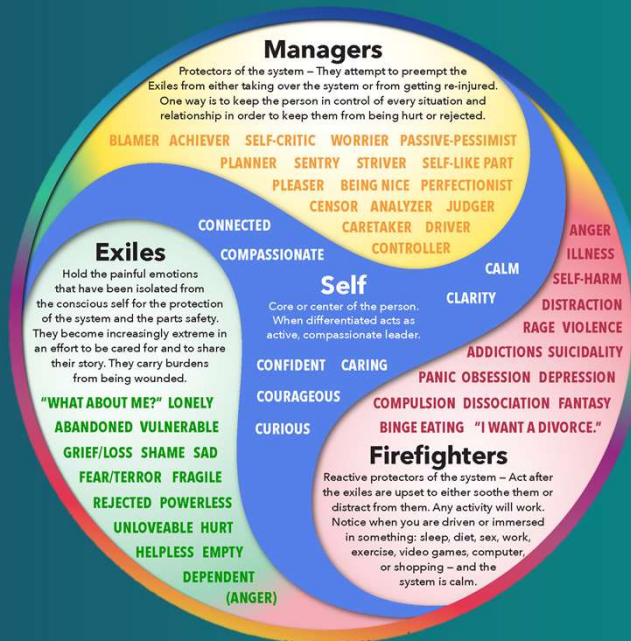 Managers
Protectors of the system – They attempt to preempt the
Exiles from either taking over the system or from getting re-injured.
One way is to keep the person in control of every situation and
relationship in order to keep them from being hurt or rejected.
BLAMER ACHIEVER SELF-CRITIC WORRIER PASSIVE-PESSIMIST
PLANNER SENTRY STRIVER SELF-LIKE PART
PLEASER BEING NICE PERFECTIONIST
CENSOR ANALYZER JUDGER
CARETAKER DRIVER
CONTROLLER
Exiles
Hold the painful emotions
that have been isolated from
the conscious self for the protection
of the system and the parts safety.
They become increasingly extreme in
an effort to be cared for and to share
their story. They carry burdens
from being wounded.
"WHAT ABOUT ME?" LONELY
ABANDONED VULNERABLE
GRIEF/LOSS SHAME SAD
FEAR/TERROR FRAGILE
REJECTED POWERLESS
UNLOVEABLE HURT
HELPLESS EMPTY
DEPENDENT
(ANGER)
CONNECTED
COMPASSIONATE
CALM
CLARITY
Self
Core or center of the person.
When differentiated acts as
active, compassionate leader.
CONFIDENT CARING
COURAGEOUS
CURIOUS
ANGER
ILLNESS
SELF-HARM
DISTRACTION
RAGE VIOLENCE
ADDICTIONS SUICIDALITY
PANIC OBSESSION DEPRESSION
COMPULSION DISSOCIATION FANTASY
BINGE EATING "I WANT A DIVORCE."
Firefighters
Reactive protectors of the system – Act after
the exiles are upset to either soothe them or
distract from them. Any activity will work.
Notice when you are driven or immersed
in something: sleep, diet, sex, work,
exercise, video games, computer,
or shopping – and the
system is calm.